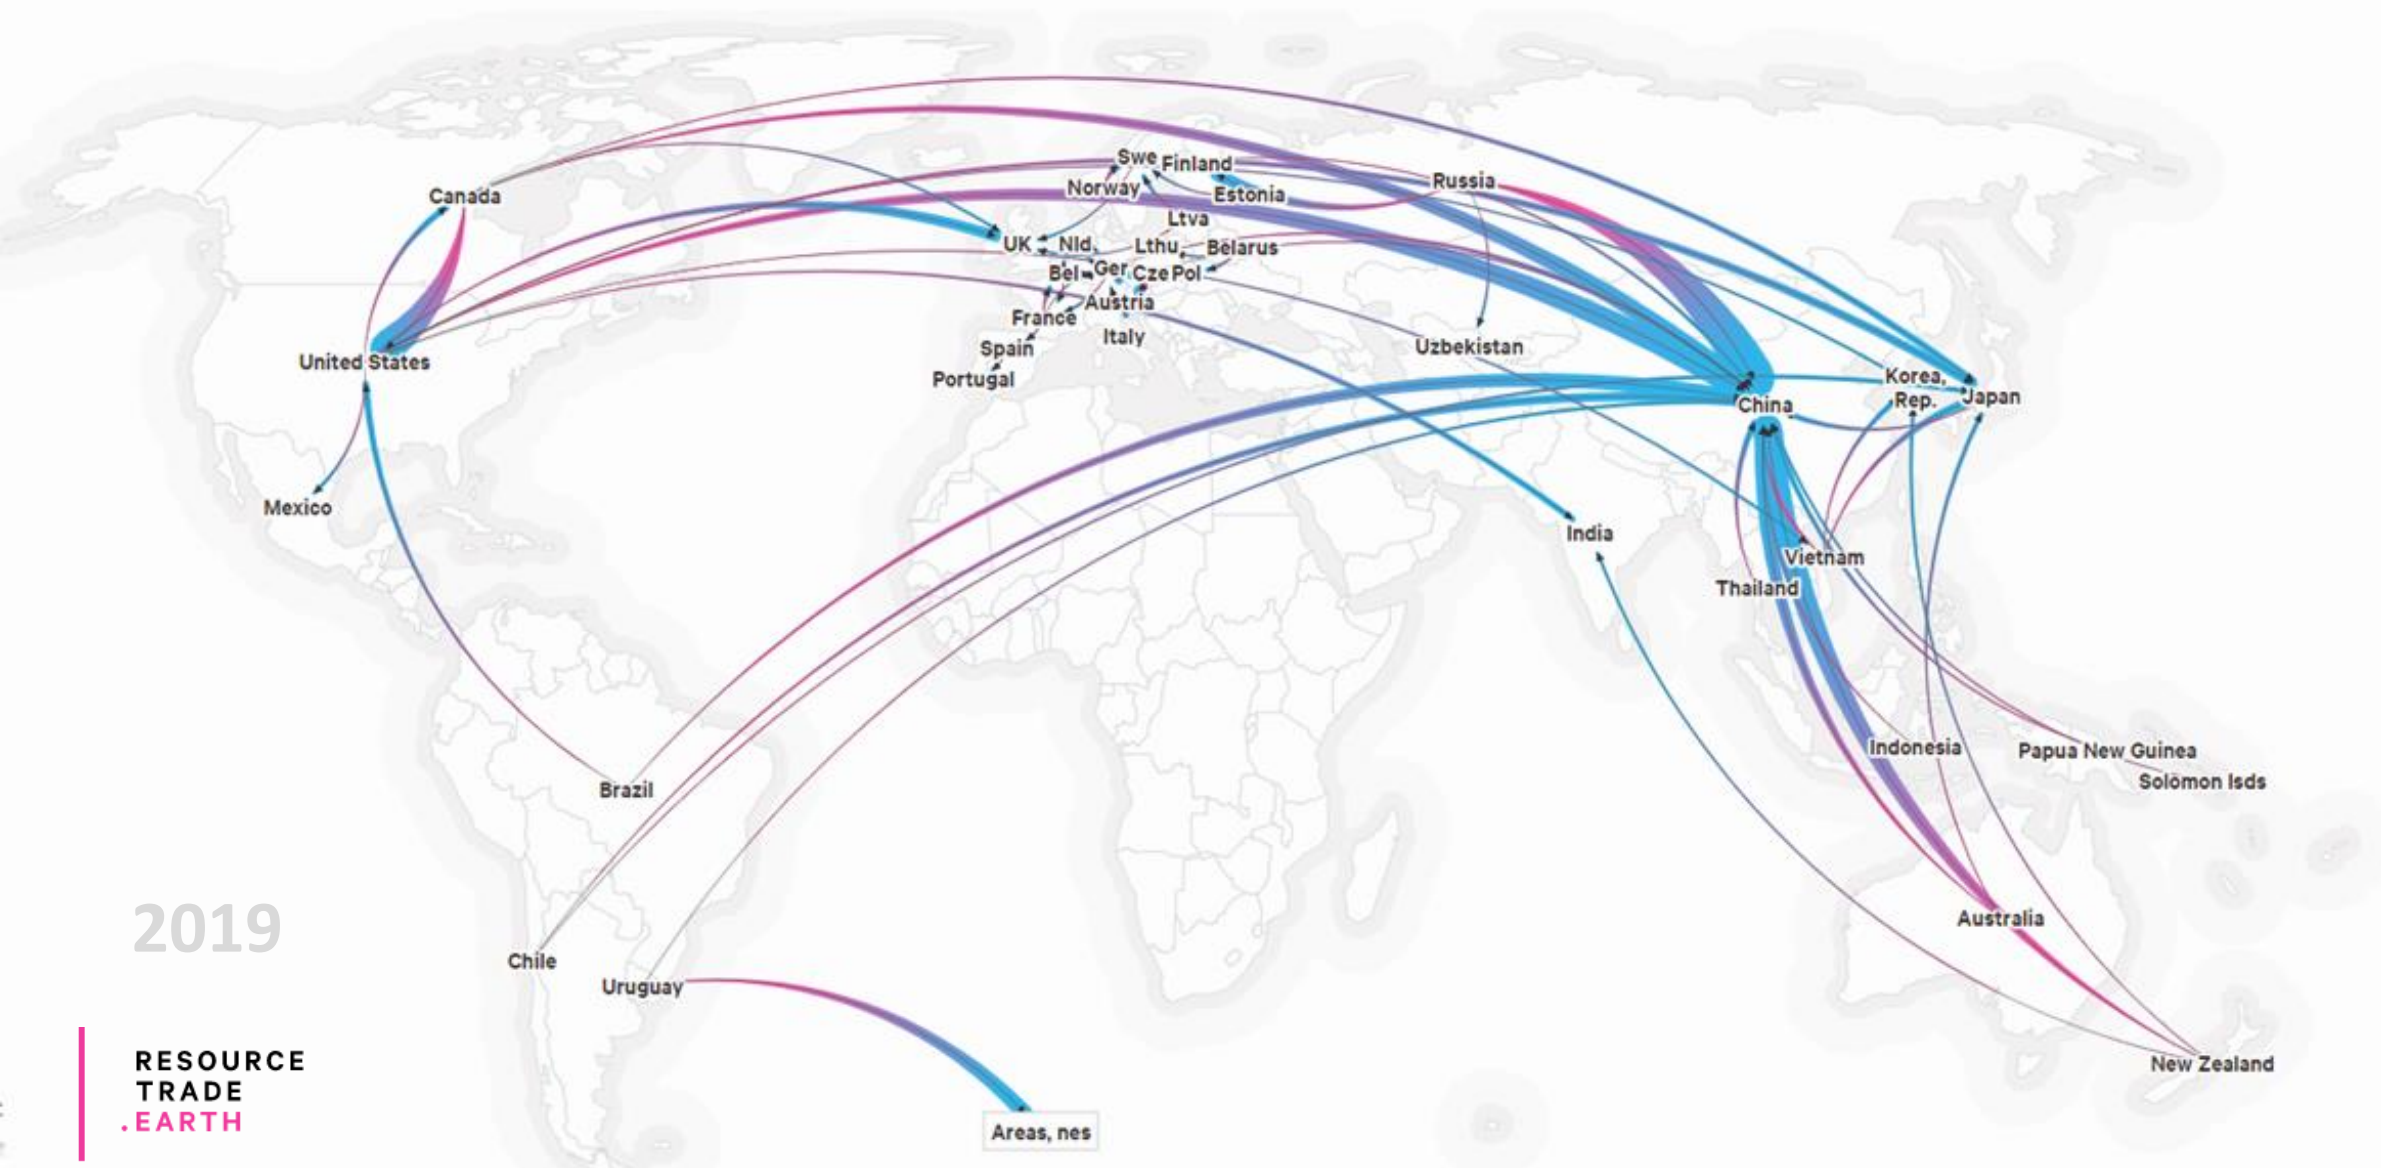 Swe
Finland
Russia
Canada
Norway
Estonia
Ltva
UK
Nld,
Lthu,
Belarus
Bel
Ger
Cze
Pol
Austria
France
Italy
Spain
Uzbekistan
United States
Portugal
Korea,
Rep.
Japan
China
Mexico
India
Vietnam
Thailand
Indonesia
Papua New Guinea
Solomon Isds
Brazil
Australia
2019
Chile
Uruguay
RESOURCE
TRADE
.EARTH
New Zealand
Areas, nes